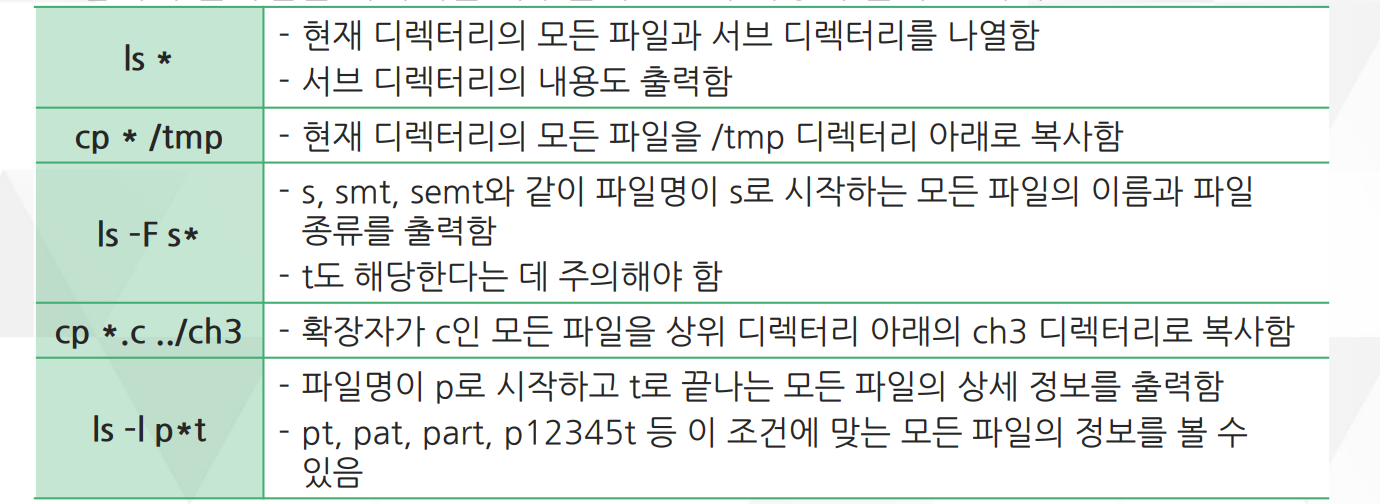 ls *
- 현재 디렉터리의 모든 파일과 서브 디렉터리를 나열함
- 서브 디렉터리의 내용도 출력함
cp * /tmp
- 현재 디렉터리의 모든 파일을 /tmp 디렉터리 아래로 복사함
ls -F s*
- s, smt, semt와 같이 파일명이 s로 시작하는 모든 파일의 이름과 파일
종류를 출력함
- t도 해당한다는 데 주의해야 함
cp *.c ../ch3
- 확장자가 c인 모든 파일을 상위 디렉터리 아래의 ch3 디렉터리로 복사함
ls -l p*t
- 파일명이 p로 시작하고 t로 끝나는 모든 파일의 상세 정보를 출력함
- pt, pat, part, p12345t 등 이 조건에 맞는 모든 파일의 정보를 볼 수
있음